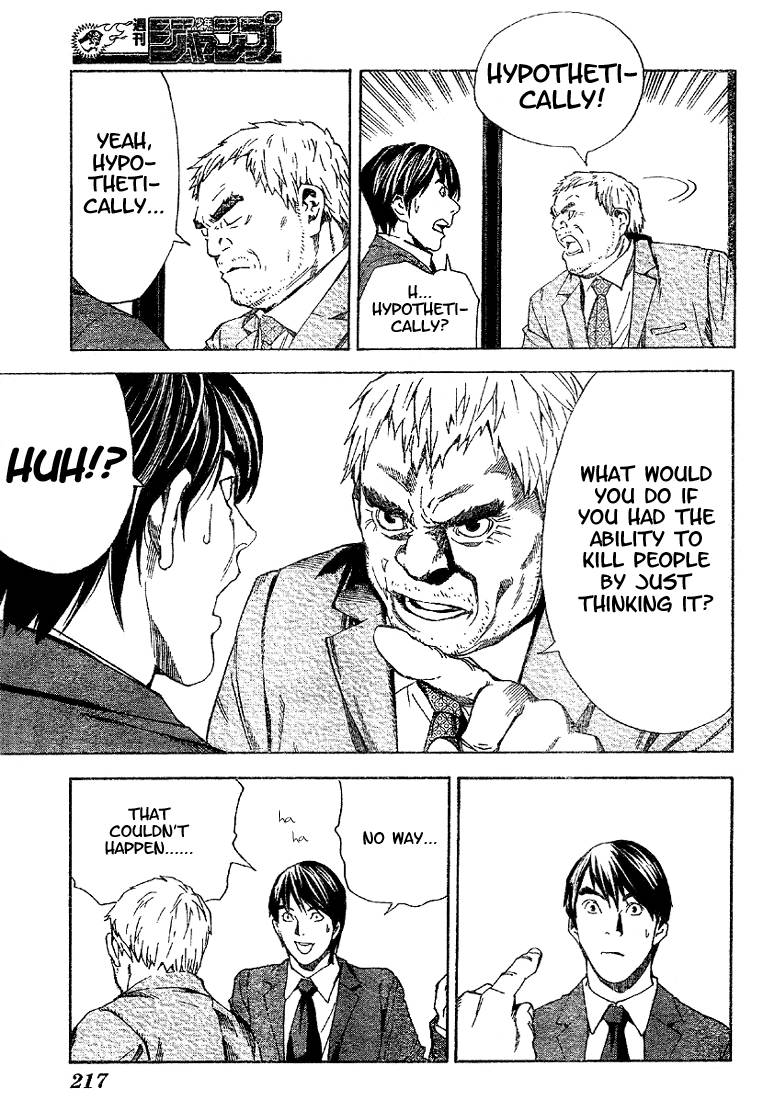 週刊
少年
ジャンプ
HYPOTHETI-
CALLY!
H...
HYPOTHETI-
CALLY?
YEAH,
HYPO-
THETI-
CALLY...
WHAT WOULD
YOU DO IF
YOU HAD THE
ABILITY TO
KILL PEOPLE
BY JUST
THINKING IT?
HUH!?
NO WAY...
ha
ha
THAT
COULDN'T
HAPPEN......
217